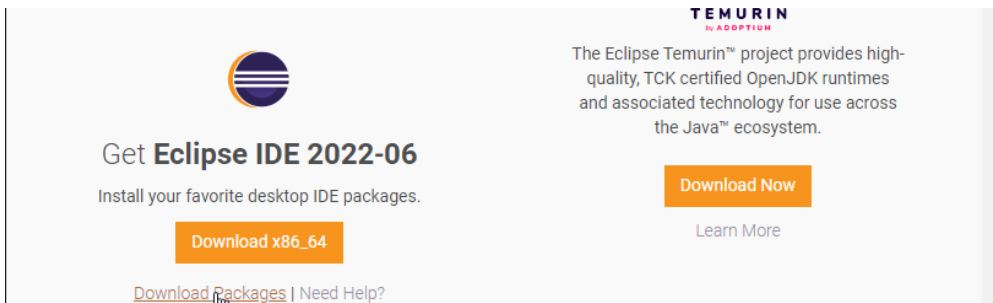 TEMURIN
by ADOPTIUM
The Eclipse Temurin™ project provides high-
quality, TCK certified OpenJDK runtimes
and associated technology for use across
the Java™ ecosystem.
Download Now
Learn More
Get Eclipse IDE 2022-06
Install your favorite desktop IDE packages.
Download x86_64
Download Packages | Need Help?